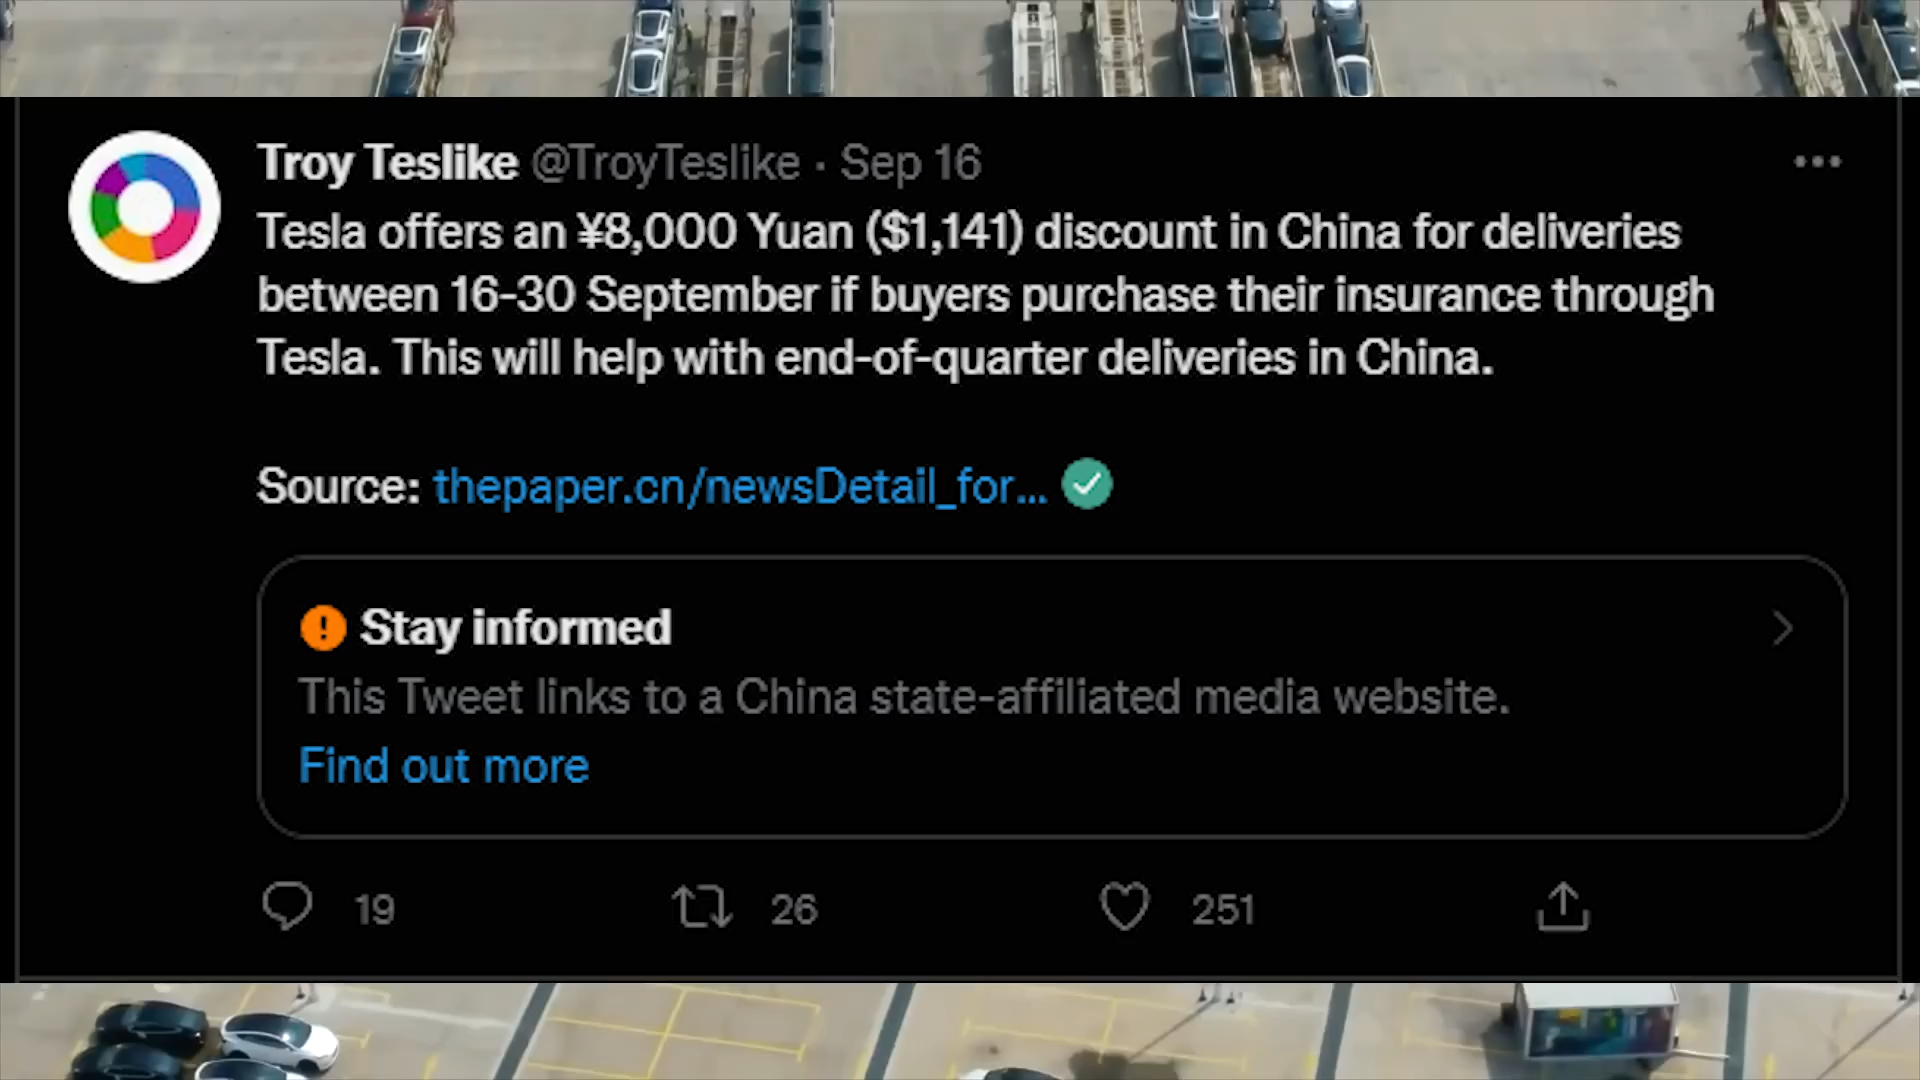 Troy Teslike @TroyTeslike · Sep 16
Tesla offers an ¥8,000 Yuan ($1,141) discount in China for deliveries
between 16-30 September if buyers purchase their insurance through
Tesla. This will help with end-of-quarter deliveries in China.
Source: thepaper.cn/newsDetail_for...
Stay informed
This Tweet links to a China state-affiliated media website.
Find out more
19 26 251